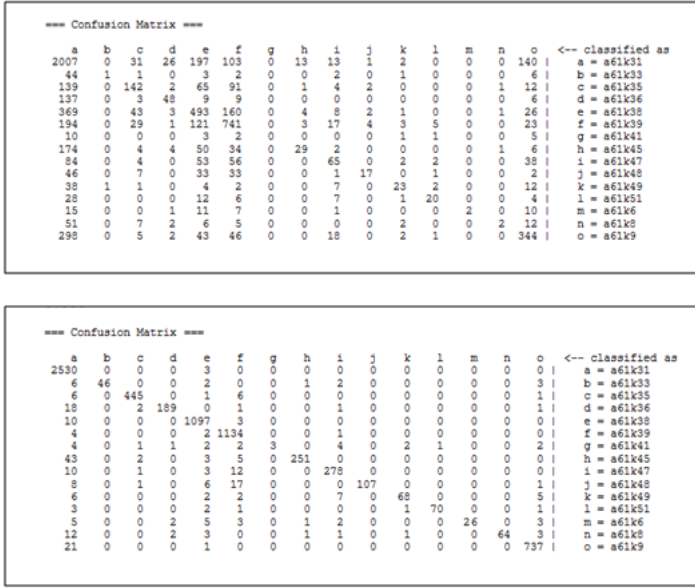 === Confusion Matrix ===
a b c d e f g h i j k l m n o <-- classified as
2007 0 31 26 197 103 0 13 13 1 2 0 0 0 140 | a = a61k31
44 1 1 0 3 2 0 0 2 0 1 0 0 0 6 | b = a61k33
139 0 142 2 65 91 0 1 4 2 0 0 0 1 12 | c = a61k35
137 0 3 48 9 9 0 0 0 0 0 0 0 0 6 | d = a61k36
369 0 43 3 493 160 0 4 8 2 1 0 0 1 26 | e = a61k38
194 0 29 1 121 741 0 3 17 4 3 5 0 0 23 | f = a61k39
10 0 0 0 3 2 0 0 0 0 1 1 0 0 5 | g = a61k41
174 0 4 4 50 34 0 29 2 0 0 0 0 1 6 | h = a61k45
84 0 4 0 53 56 0 0 65 0 2 2 0 0 38 | i = a61k47
46 0 7 0 33 33 0 0 1 17 0 1 0 0 2 | j = a61k48
38 1 1 0 4 2 0 0 7 0 23 2 0 0 12 | k = a61k49
28 0 0 0 12 6 0 0 7 0 1 20 0 0 4 | l = a61k51
15 0 0 1 11 7 0 0 1 0 0 0 2 0 10 | m = a61k6
51 0 7 2 6 5 0 0 0 0 2 0 0 2 12 | n = a61k8
298 0 5 2 43 46 0 0 18 0 2 1 0 0 344 | o = a61k9
=== Confusion Matrix ===
a b c d e f g h i j k l m n o <-- classified as
2530 0 0 0 3 0 0 0 0 0 0 0 0 0 0 | a = a61k31
6 46 0 0 2 0 0 1 2 0 0 0 0 0 3 | b = a61k33
6 0 445 0 1 6 0 0 0 0 0 0 0 0 1 | c = a61k35
18 0 2 189 0 1 0 0 1 0 0 0 0 0 1 | d = a61k36
10 0 0 0 1097 3 0 0 0 0 0 0 0 0 0 | e = a61k38
4 0 0 0 2 1134 0 0 1 0 0 0 0 0 0 | f = a61k39
4 0 1 1 2 2 3 0 4 0 2 1 0 0 2 | g = a61k41
43 0 2 0 3 5 0 251 0 0 0 0 0 0 0 | h = a61k45
10 0 1 0 3 12 0 0 278 0 0 0 0 0 0 | i = a61k47
8 0 1 0 6 17 0 0 0 107 0 0 0 0 1 | j = a61k48
6 0 0 0 2 2 0 0 7 0 68 0 0 0 5 | k = a61k49
3 0 0 0 2 1 0 0 0 0 1 70 0 0 1 | l = a61k51
5 0 0 2 5 3 0 1 2 0 0 0 26 0 3 | m = a61k6
12 0 0 2 3 0 0 1 1 0 1 0 0 64 3 | n = a61k8
21 0 0 0 1 0 0 0 0 0 0 0 0 0 737 | o = a61k9